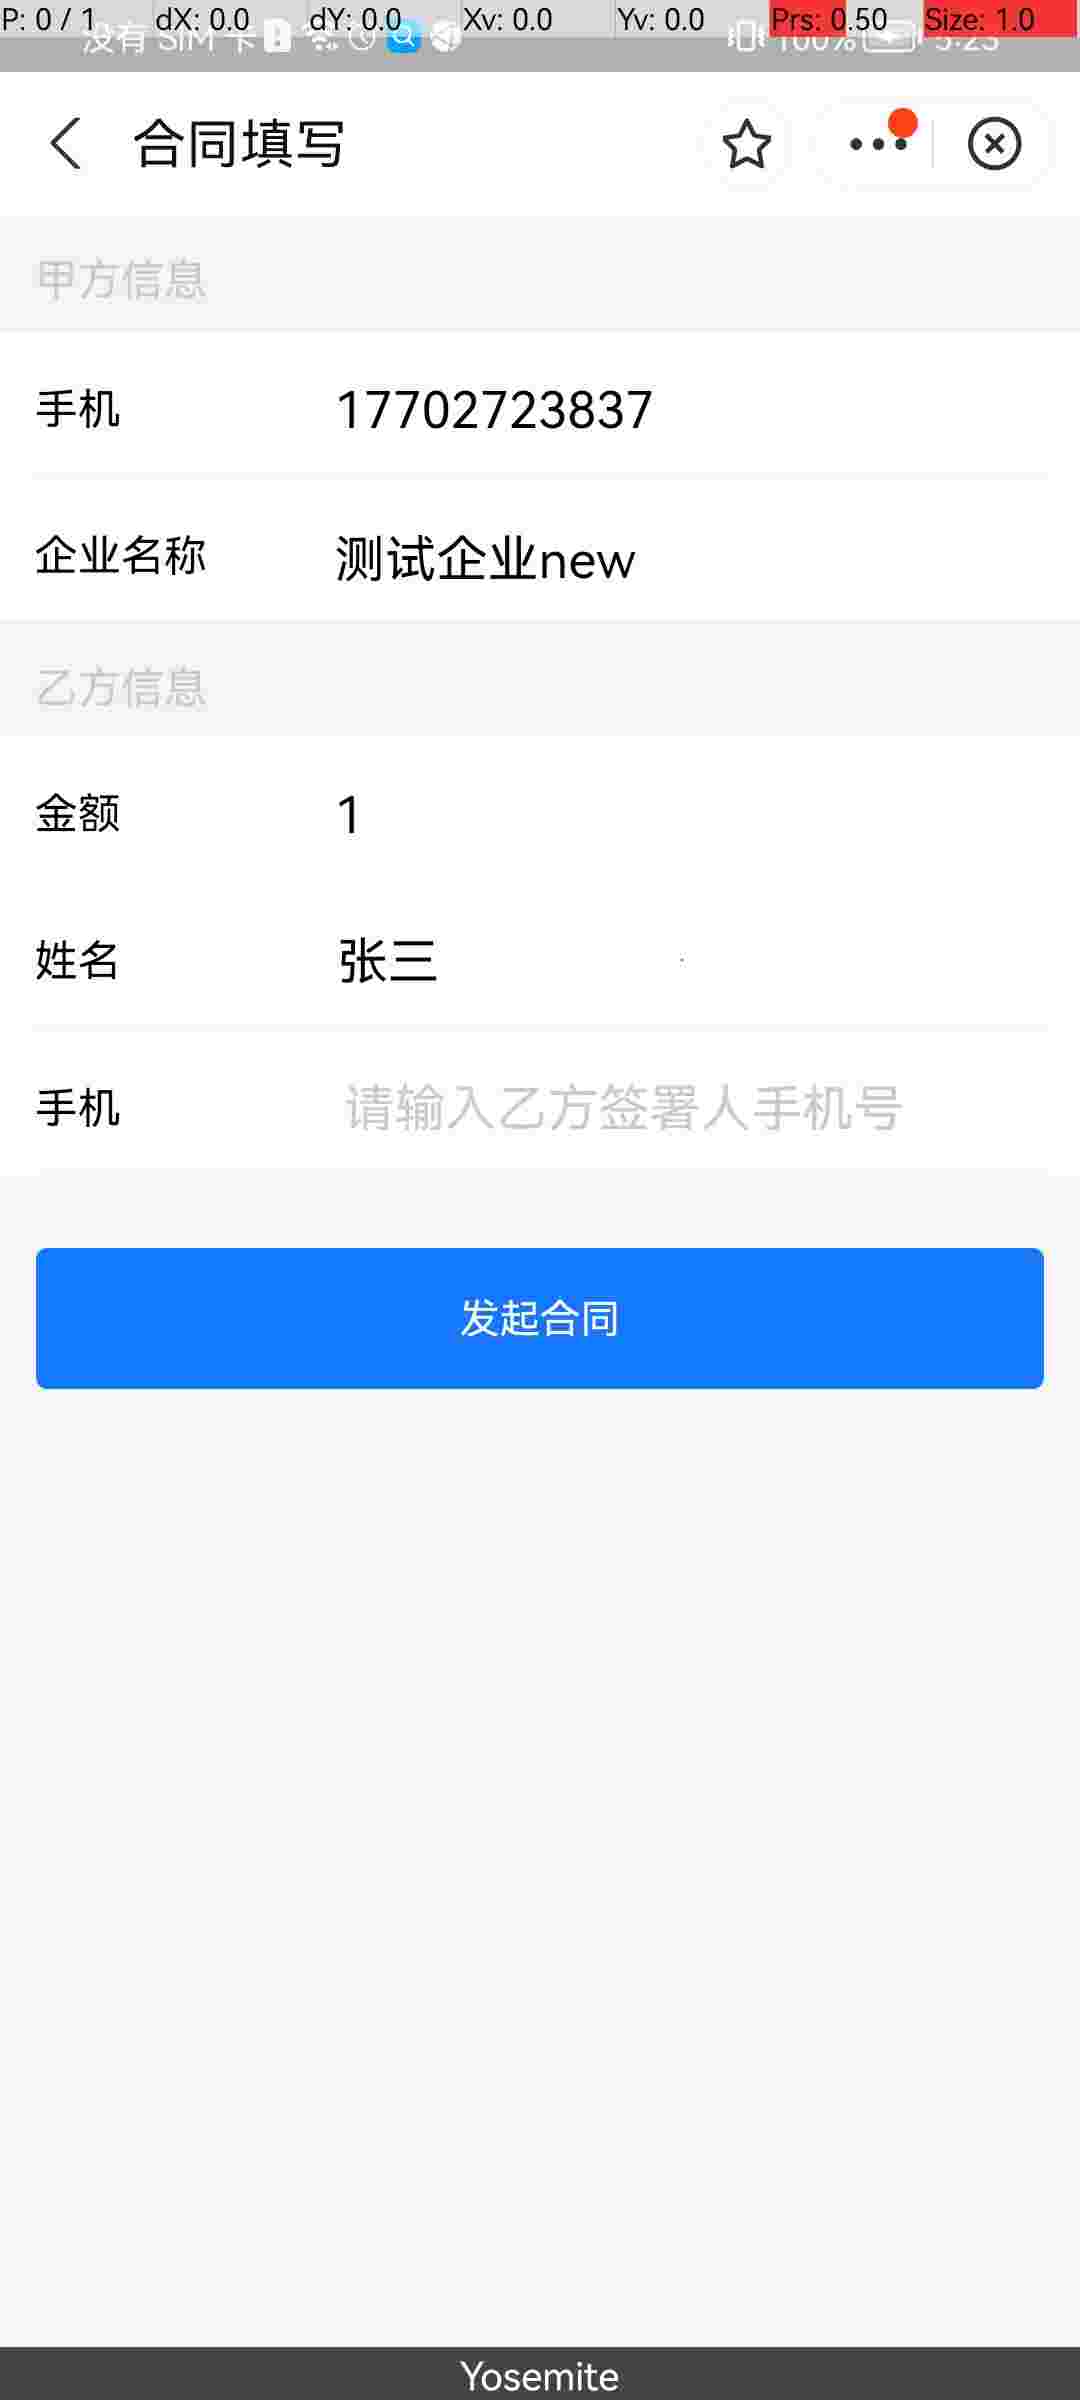 P: 0 / 1 dX: 0.0 dY: 0.0 Xv: 0.0 Yv: 0.0 Prs: 0.50 Size: 1.0
没有 SIM 卡 100% 5:23
合同填写
甲方信息
手机 17702723837
企业名称 测试企业new
乙方信息
金额 1
姓名 张三
手机 请输入乙方签署人手机号
发起合同
Yosemite